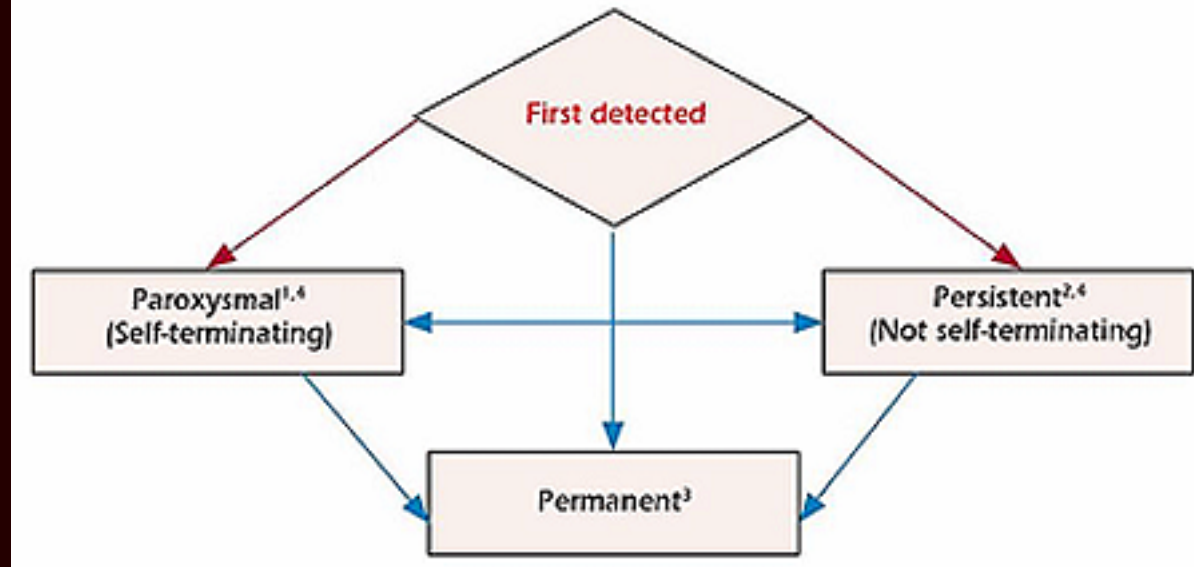 First detected
Paroxysmal¹,⁴
(Self-terminating)
Persistent²,⁴
(Not self-terminating)
Permanent³